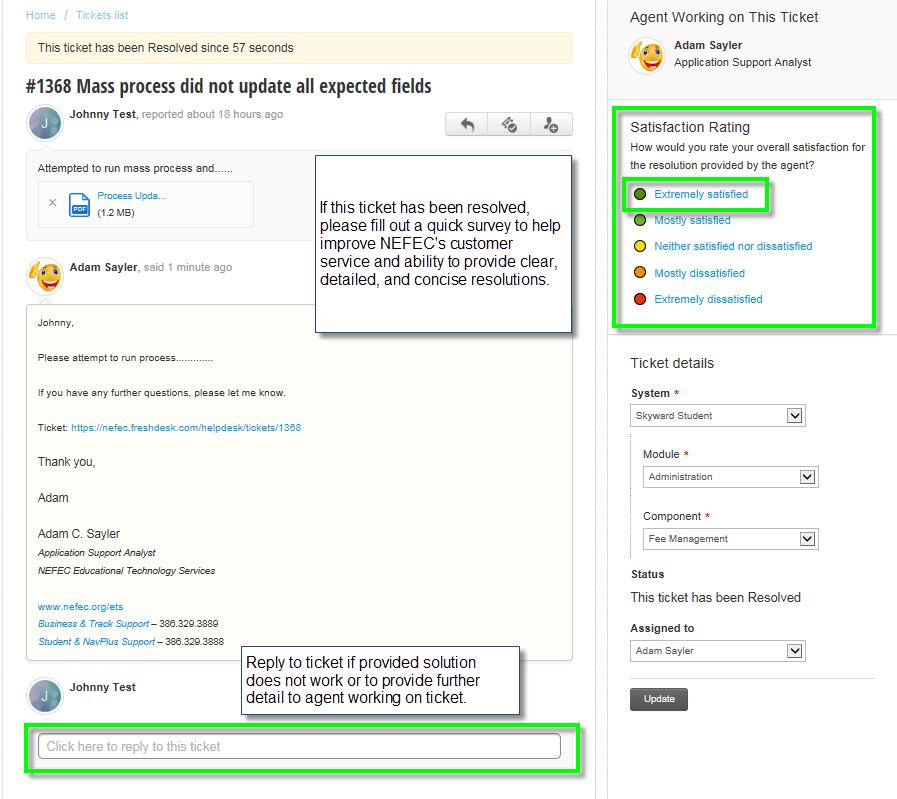 Home / Tickets list
This ticket has been Resolved since 57 seconds
#1368 Mass process did not update all expected fields
J
Johnny Test, reported about 18 hours ago
Attempted to run mass process and......
× PDF Process Upda...
(1.2 MB)
If this ticket has been resolved,
please fill out a quick survey to help
improve NEFEC's customer
service and ability to provide clear,
detailed, and concise resolutions.
Adam Sayler, said 1 minute ago
Johnny,
Please attempt to run process.............
If you have any further questions, please let me know.
Ticket: https://nefec.freshdesk.com/helpdesk/tickets/1368
Thank you,
Adam
Adam C. Sayler
Application Support Analyst
NEFEC Educational Technology Services
www.nefec.org/ets
Business & Track Support – 386.329.3889
Student & NavPlus Support – 386.329.3888
Reply to ticket if provided solution
does not work or to provide further
detail to agent working on ticket.
J
Johnny Test
Click here to reply to this ticket
Agent Working on This Ticket
Adam Sayler
Application Support Analyst
Satisfaction Rating
How would you rate your overall satisfaction for
the resolution provided by the agent?
Extremely satisfied
Mostly satisfied
Neither satisfied nor dissatisfied
Mostly dissatisfied
Extremely dissatisfied
Ticket details
System *
Skyward Student
Module *
Administration
Component *
Fee Management
Status
This ticket has been Resolved
Assigned to
Adam Sayler
Update